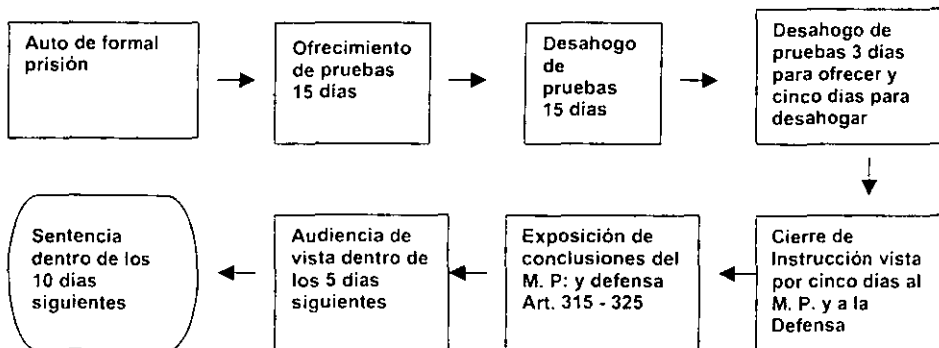 Auto de formal
prisión
Ofrecimiento
de pruebas
15 días
Desahogo
de
pruebas
15 días
Desahogo de
pruebas 3 días
para ofrecer y
cinco dias para
desahogar
Cierre de
Instrucción vista
por cinco dias al
M. P. y a la
Defensa
Exposición de
conclusiones del
M. P: y defensa
Art. 315 - 325
Audiencia de
vista dentro de
los 5 días
siguientes
Sentencia
dentro de los
10 días
siguientes